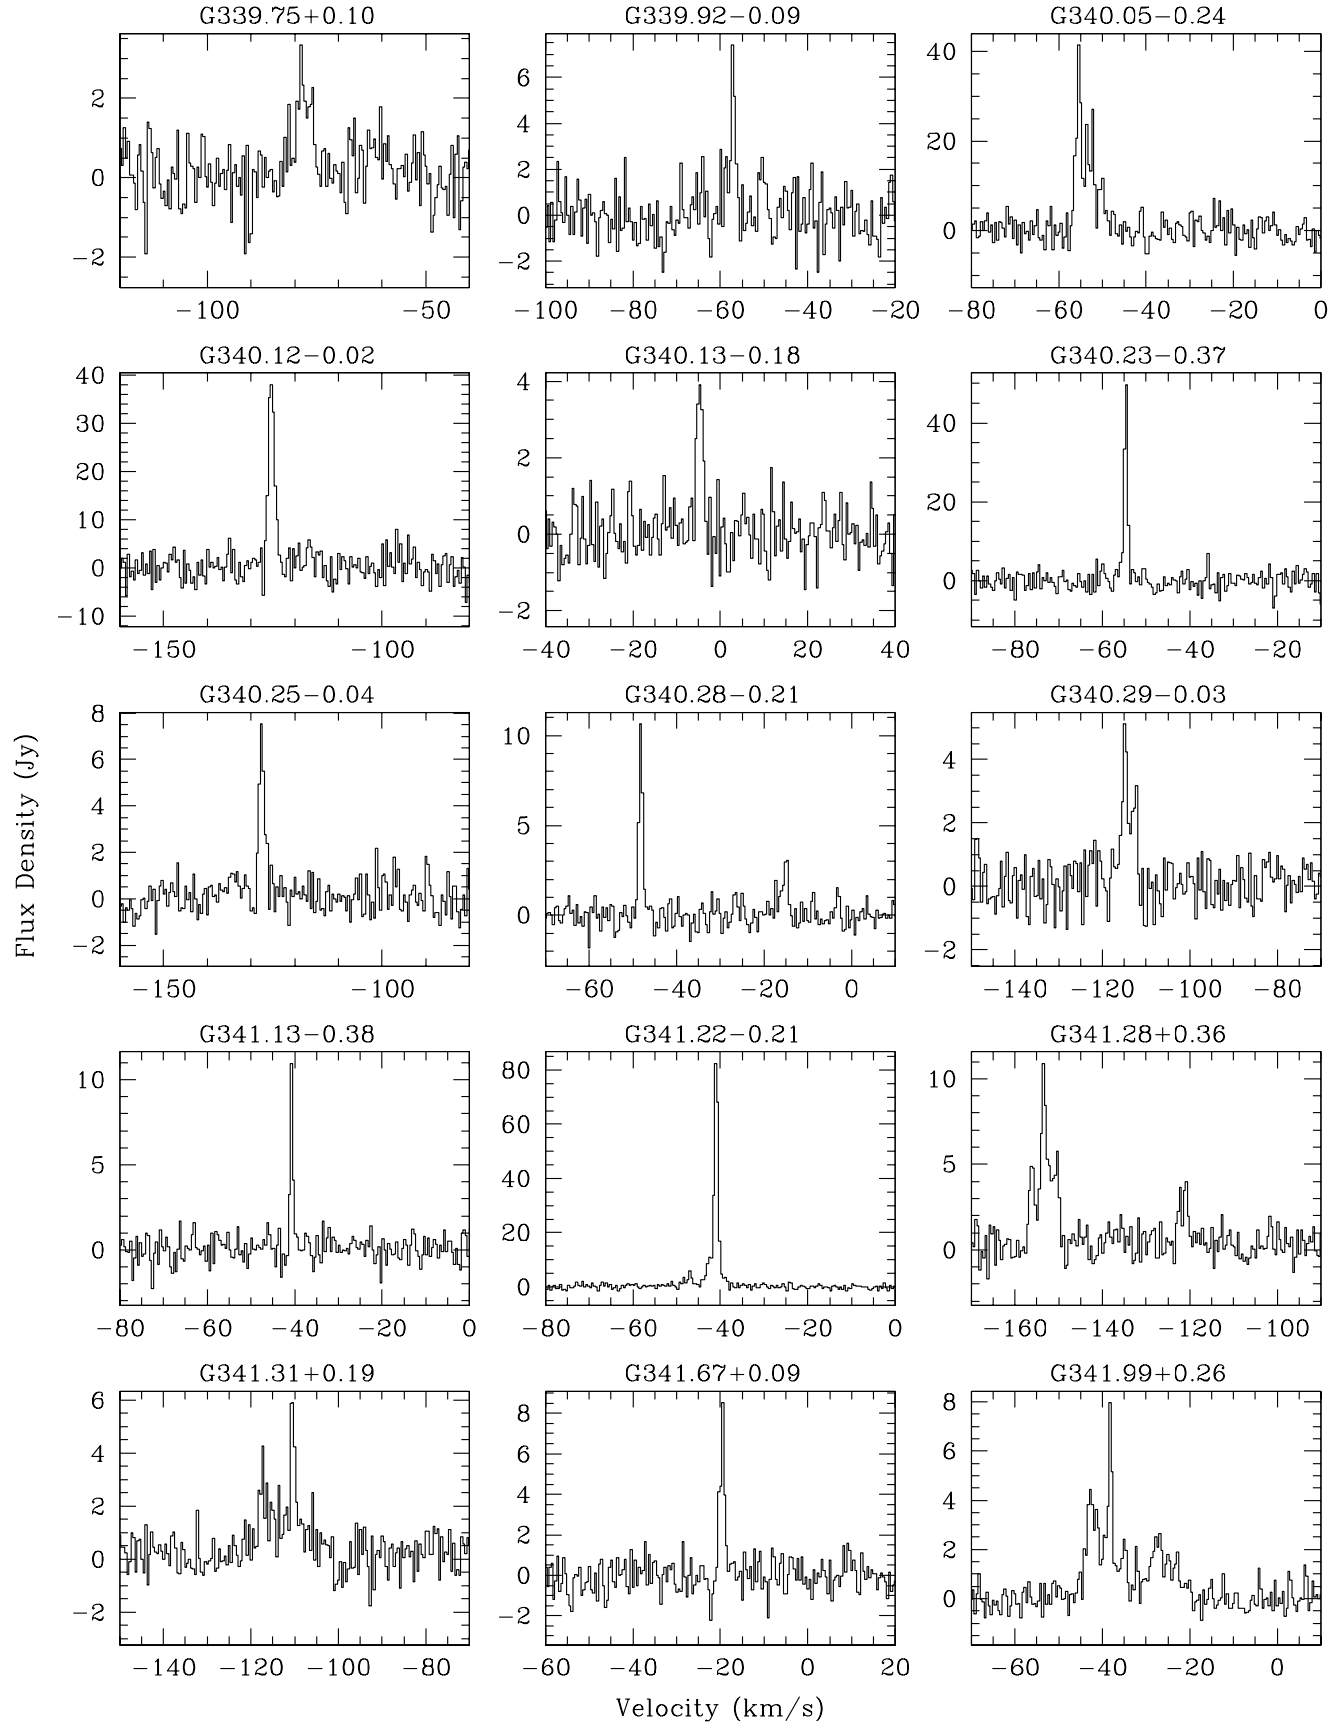 G339.75+0.10 G339.92−0.09 G340.05−0.24
2 0 −2
−100 −50
6 4 2 0 −2
−100 −80 −60 −40 −20
40 20 0
−80 −60 −40 −20 0
G340.12−0.02 G340.13−0.18 G340.23−0.37
40 30 20 10 0 −10
−150 −100
4 2 0 −2
−40 −20 0 20 40
40 20 0
−80 −60 −40 −20
G340.25−0.04 G340.28−0.21 G340.29−0.03
8 6 4 2 0 −2
−150 −100
10 5 0
−60 −40 −20 0
4 2 0 −2
−140 −120 −100 −80
Flux Density (Jy)
G341.13−0.38 G341.22−0.21 G341.28+0.36
10 5 0
−80 −60 −40 −20 0
80 60 40 20 0
−80 −60 −40 −20 0
10 5 0
−160 −140 −120 −100
G341.31+0.19 G341.67+0.09 G341.99+0.26
6 4 2 0 −2
−140 −120 −100 −80
8 6 4 2 0 −2
−60 −40 −20 0 20
8 6 4 2 0
−60 −40 −20 0
Velocity (km/s)